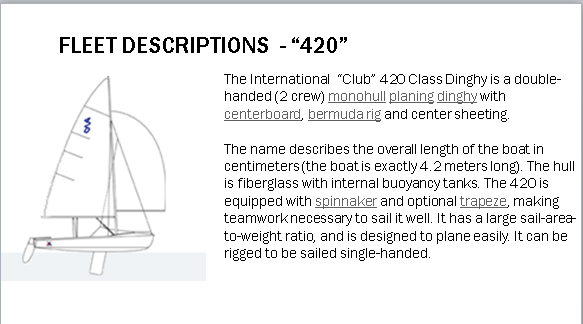 FLEET DESCRIPTIONS - “420”
The International “Club” 420 Class Dinghy is a double-
handed (2 crew) monohull planing dinghy with
centerboard, bermuda rig and center sheeting.
The name describes the overall length of the boat in
centimeters (the boat is exactly 4.2 meters long). The hull
is fiberglass with internal buoyancy tanks. The 420 is
equipped with spinnaker and optional trapeze, making
teamwork necessary to sail it well. It has a large sail-area-
to-weight ratio, and is designed to plane easily. It can be
rigged to be sailed single-handed.